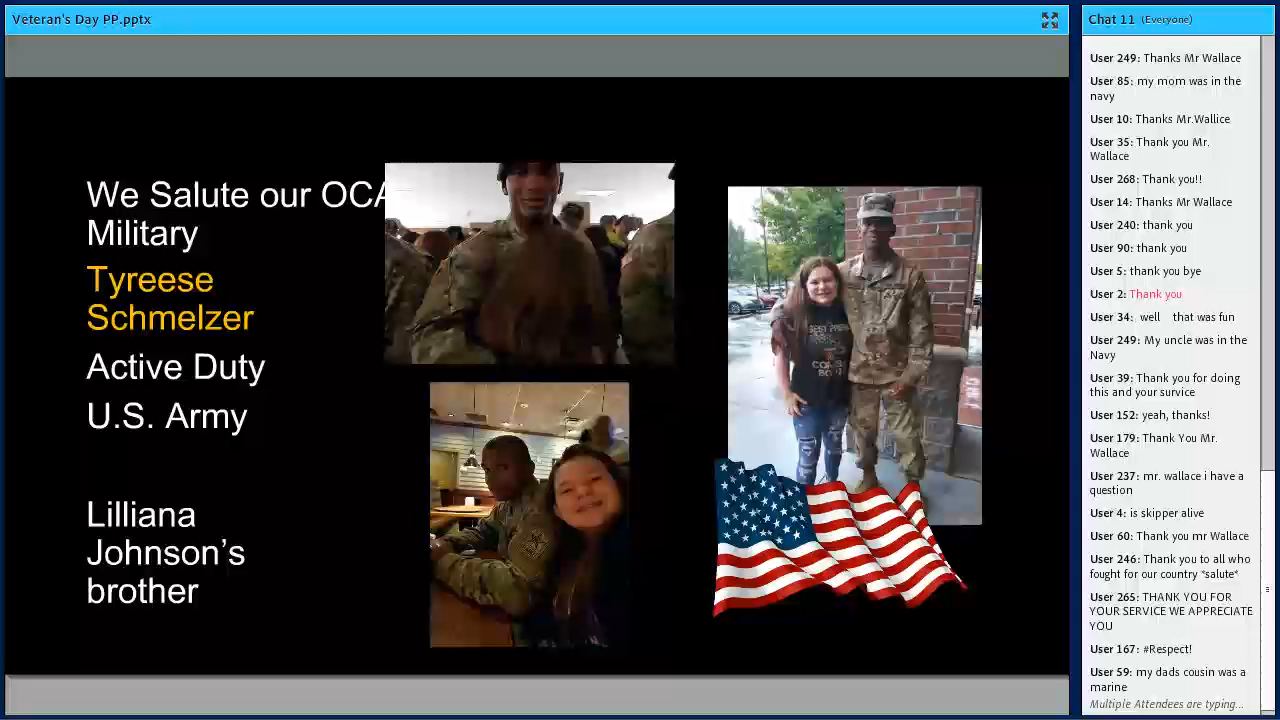 Veteran's Day PP.pptx
We Salute our OCA
Military
Tyreese
Schmelzer
Active Duty
U.S. Army
Lilliana
Johnson’s
brother
Chat 11 (Everyone)
User 249: Thanks Mr Wallace
User 85: my mom was in the
navy
User 10: Thanks Mr.Wallice
User 35: Thank you Mr.
Wallace
User 268: Thank you!!
User 14: Thanks Mr Wallace
User 240: thank you
User 90: thank you
User 5: thank you bye
User 2: Thank you
User 34: well that was fun
User 249: My uncle was in the
Navy
User 39: Thank you for doing
this and your survice
User 152: yeah, thanks!
User 179: Thank You Mr.
Wallace
User 237: mr. wallace i have a
question
User 4: is skipper alive
User 60: Thank you mr Wallace
User 246: Thank you to all who
fought for our country *salute*
User 265: THANK YOU FOR
YOUR SERVICE WE APPRECIATE
YOU
User 167: #Respect!
User 59: my dads cousin was a
marine
Multiple Attendees are typing...